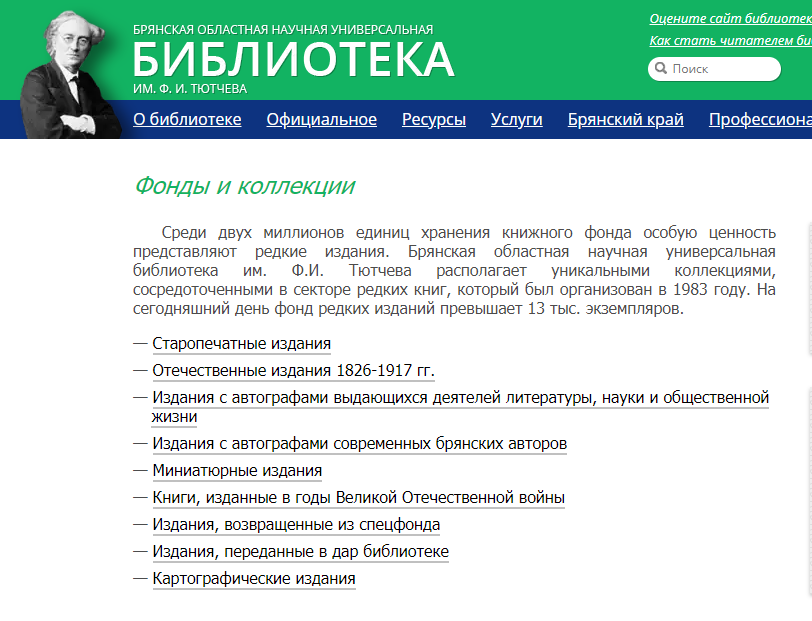 БРЯНСКАЯ ОБЛАСТНАЯ НАУЧНАЯ УНИВЕРСАЛЬНАЯ
БИБЛИОТЕКА
ИМ. Ф. И. ТЮТЧЕВА
Оцените сайт библиотек
Как стать читателем би
Поиск
О библиотеке Официальное Ресурсы Услуги Брянский край Профессиона
Фонды и коллекции
Среди двух миллионов единиц хранения книжного фонда особую ценность
представляют редкие издания. Брянская областная научная универсальная
библиотека им. Ф.И. Тютчева располагает уникальными коллекциями,
сосредоточенными в секторе редких книг, который был организован в 1983 году. На
сегодняшний день фонд редких изданий превышает 13 тыс. экземпляров.
— Старопечатные издания
— Отечественные издания 1826-1917 гг.
— Издания с автографами выдающихся деятелей литературы, науки и общественной
жизни
— Издания с автографами современных брянских авторов
— Миниатюрные издания
— Книги, изданные в годы Великой Отечественной войны
— Издания, возвращенные из спецфонда
— Издания, переданные в дар библиотеке
— Картографические издания